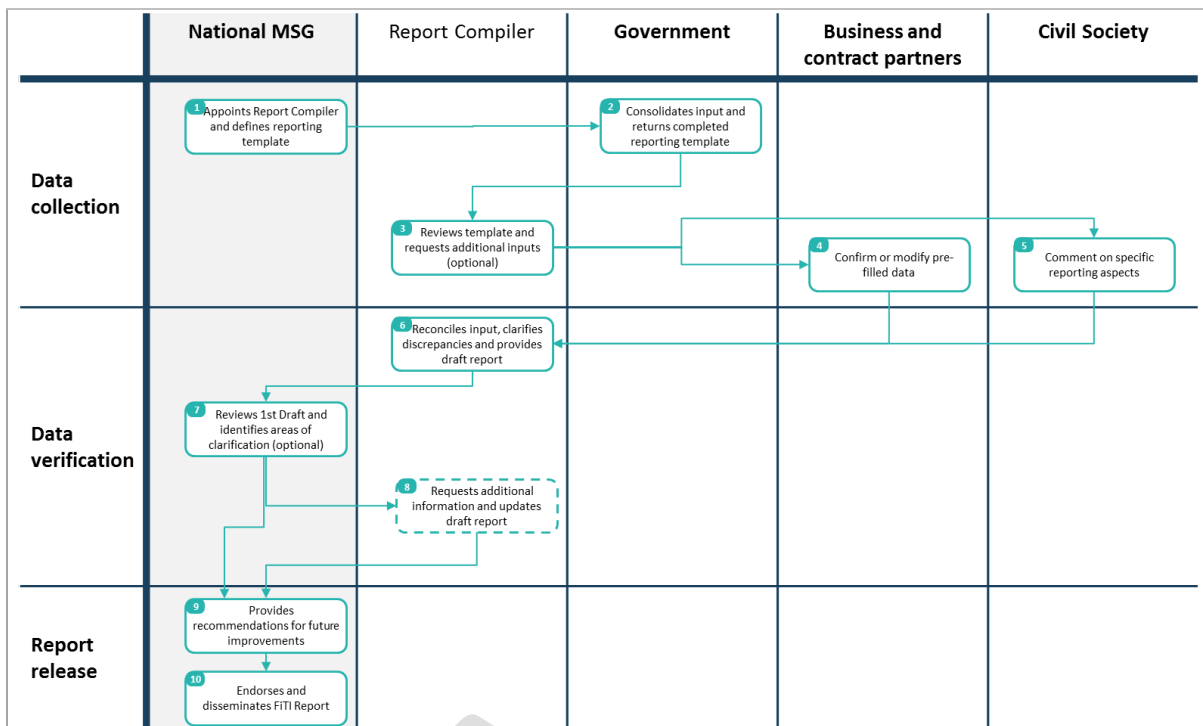 National MSG
Report Compiler
Government
Business and
contract partners
Civil Society
Data
collection
1
Appoints Report Compiler
and defines reporting
template
2
Consolidates input and
returns completed
reporting template
3
Reviews template and
requests additional inputs
(optional)
4
Confirm or modify pre-
filled data
5
Comment on specific
reporting aspects
Data
verification
6
Reconciles input, clarifies
discrepancies and provides
draft report
7
Reviews 1st Draft and
identifies areas of
clarification (optional)
8
Requests additional
information and updates
draft report
Report
release
9
Provides
recommendations for future
improvements
10
Endorses and
disseminates FiTI Report